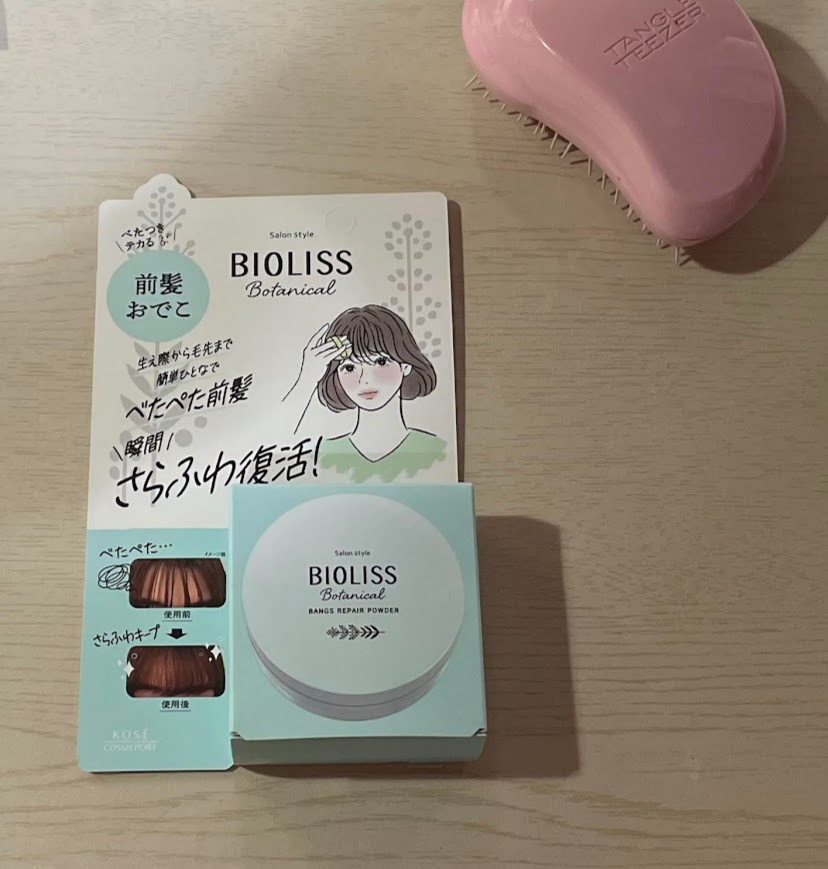 TANGLE
TEEZER
べたつき
テカる
前髪
おでこ
Salon style
BIOLISS
Botanical
生え際から毛先まで
簡単ひとなで
べたぺた前髪
瞬間
さらふわ復活!
べたぺた…
イメージ図
使用前
さらふわキープ
使用後
KOSÉ
COSMEPORT
Salon style
BIOLISS
Botanical
BANGS REPAIR POWDER